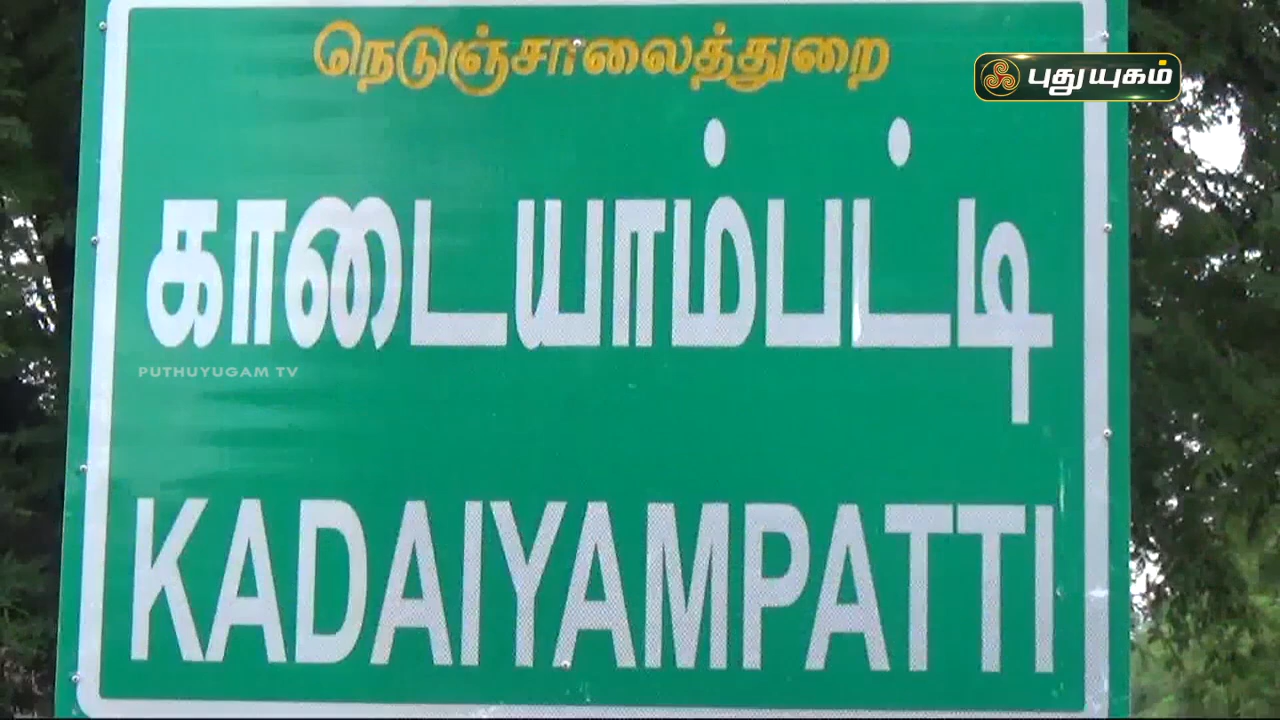 நெடுஞ்சாலைத்துறை
புதுயுகம்
காடையாம்பட்டி
PUTHUYUGAM TV
KADAIYAMPATTI